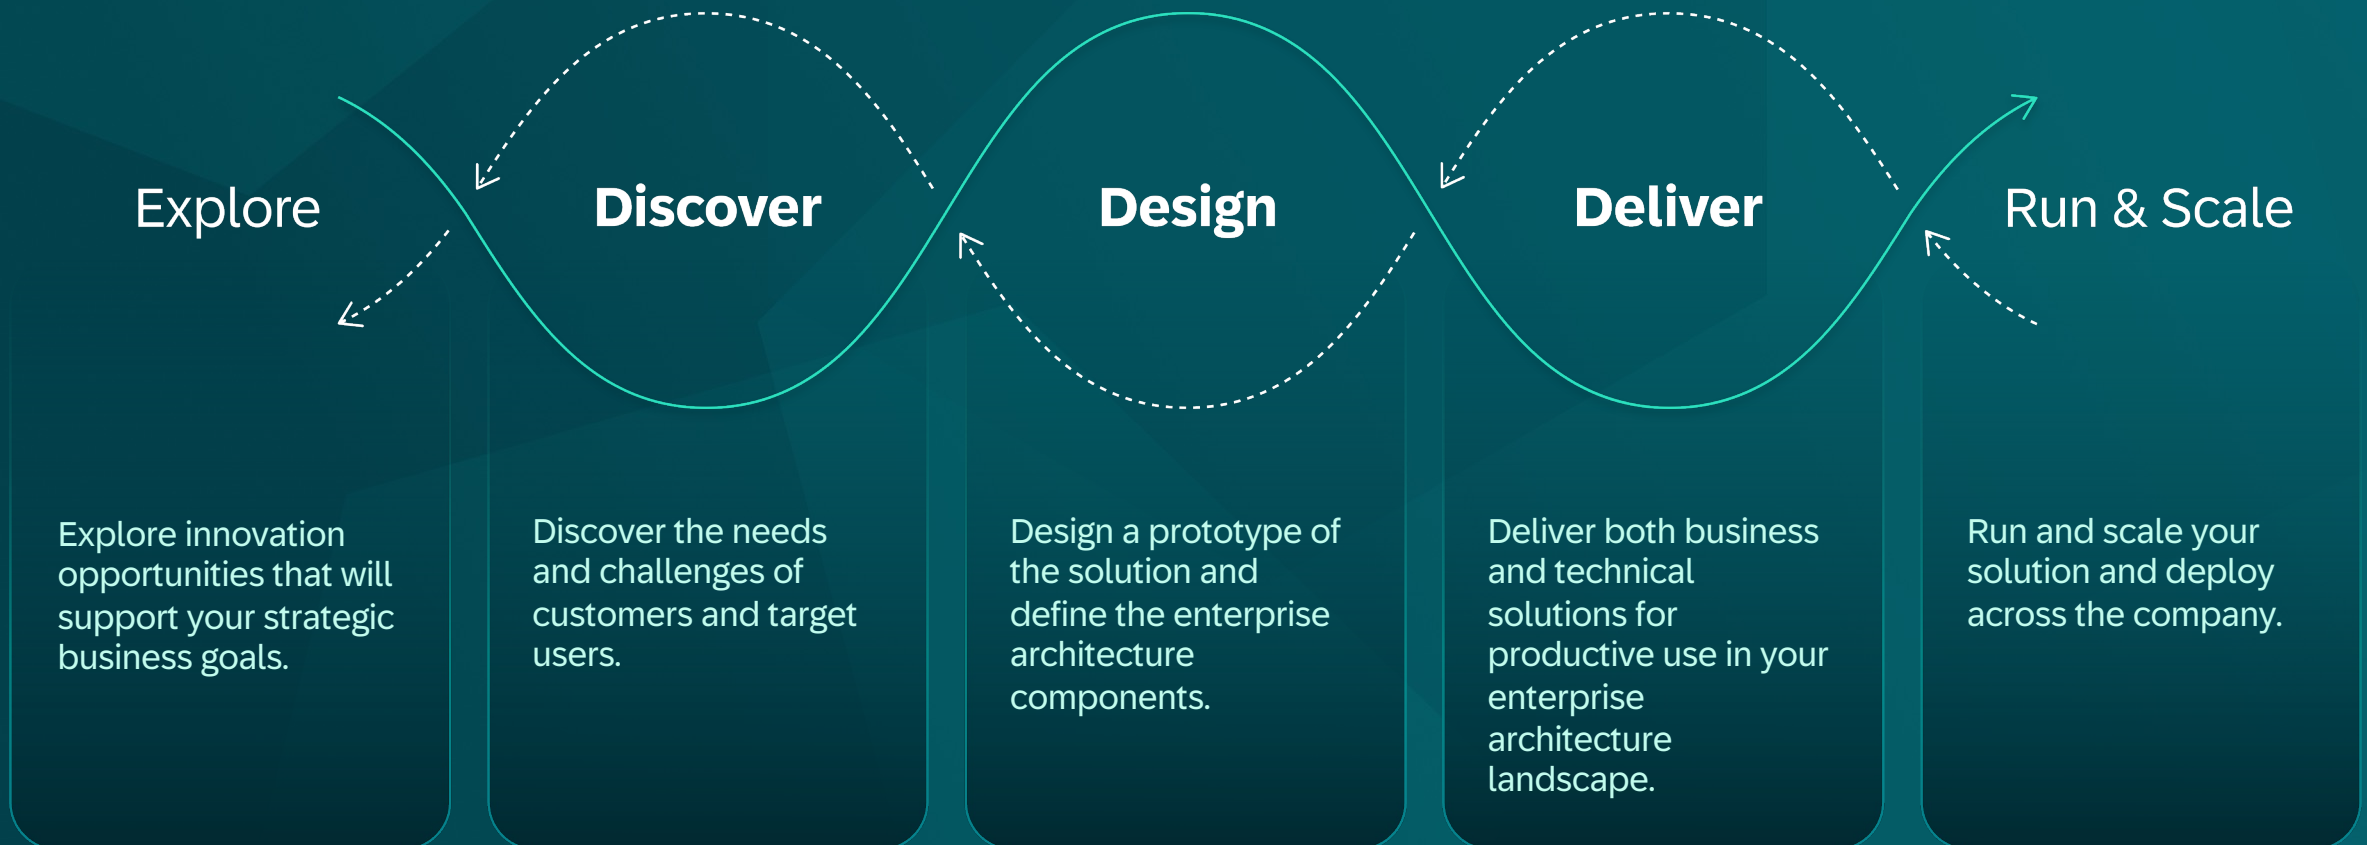 Explore
Discover
Design
Deliver
Run & Scale
Explore innovation
opportunities that will
support your strategic
business goals.
Discover the needs
and challenges of
customers and target
users.
Design a prototype of
the solution and
define the enterprise
architecture
components.
Deliver both business
and technical
solutions for
productive use in your
enterprise
architecture
landscape.
Run and scale your
solution and deploy
across the company.